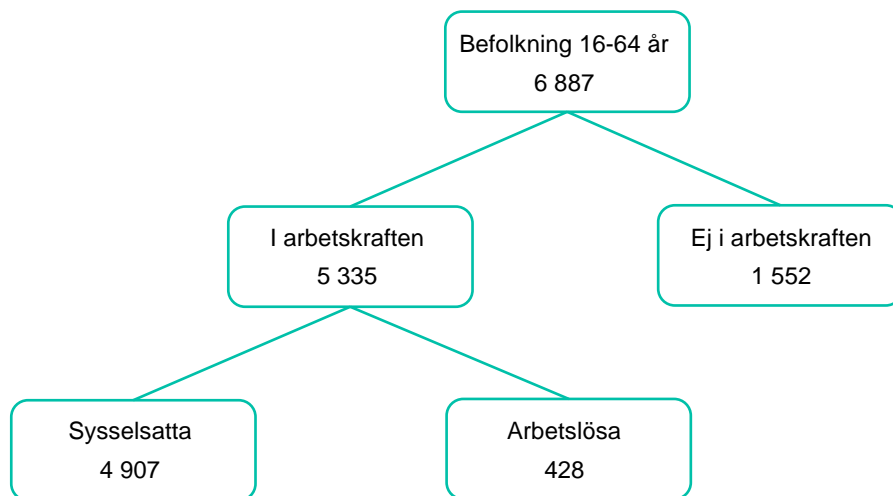 Befolkning 16-64 år
6 887
I arbetskraften
5 335
Ej i arbetskraften
1 552
Sysselsatta
4 907
Arbetslösa
428